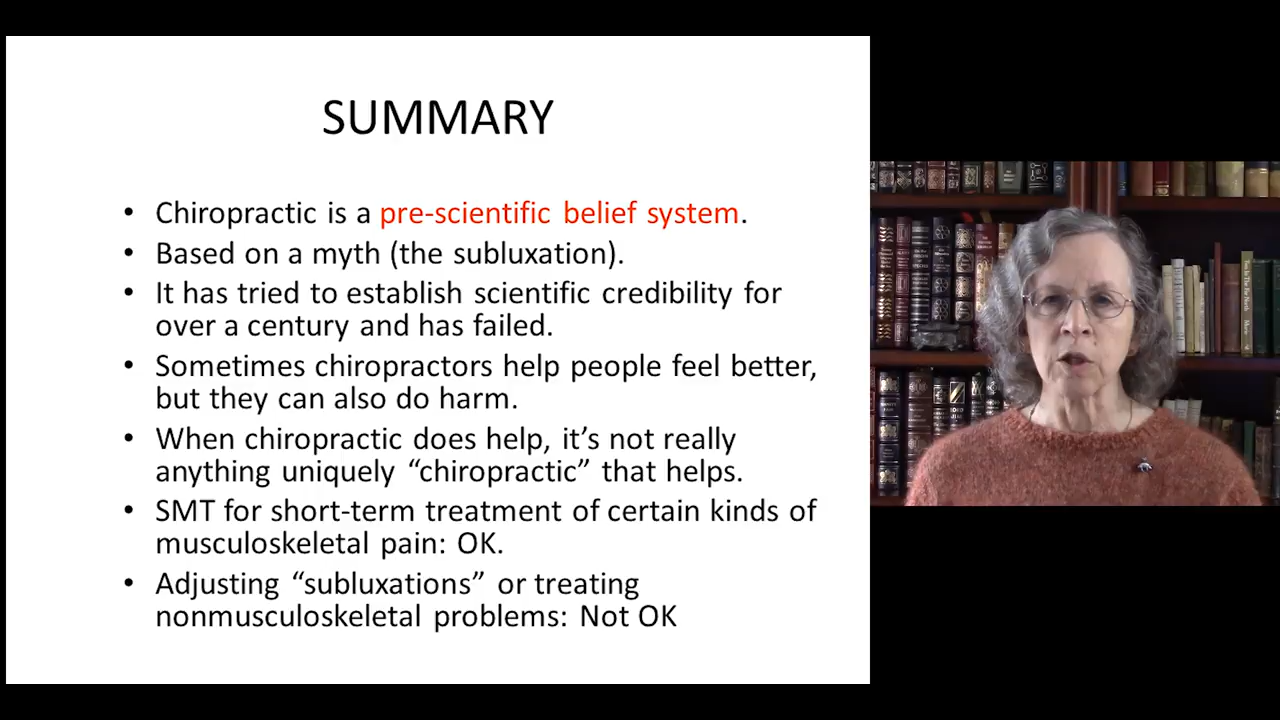 SUMMARY
• Chiropractic is a pre-scientific belief system.
• Based on a myth (the subluxation).
• It has tried to establish scientific credibility for
over a century and has failed.
• Sometimes chiropractors help people feel better,
but they can also do harm.
• When chiropractic does help, it’s not really
anything uniquely “chiropractic” that helps.
• SMT for short-term treatment of certain kinds of
musculoskeletal pain: OK.
• Adjusting “subluxations” or treating
nonmusculoskeletal problems: Not OK